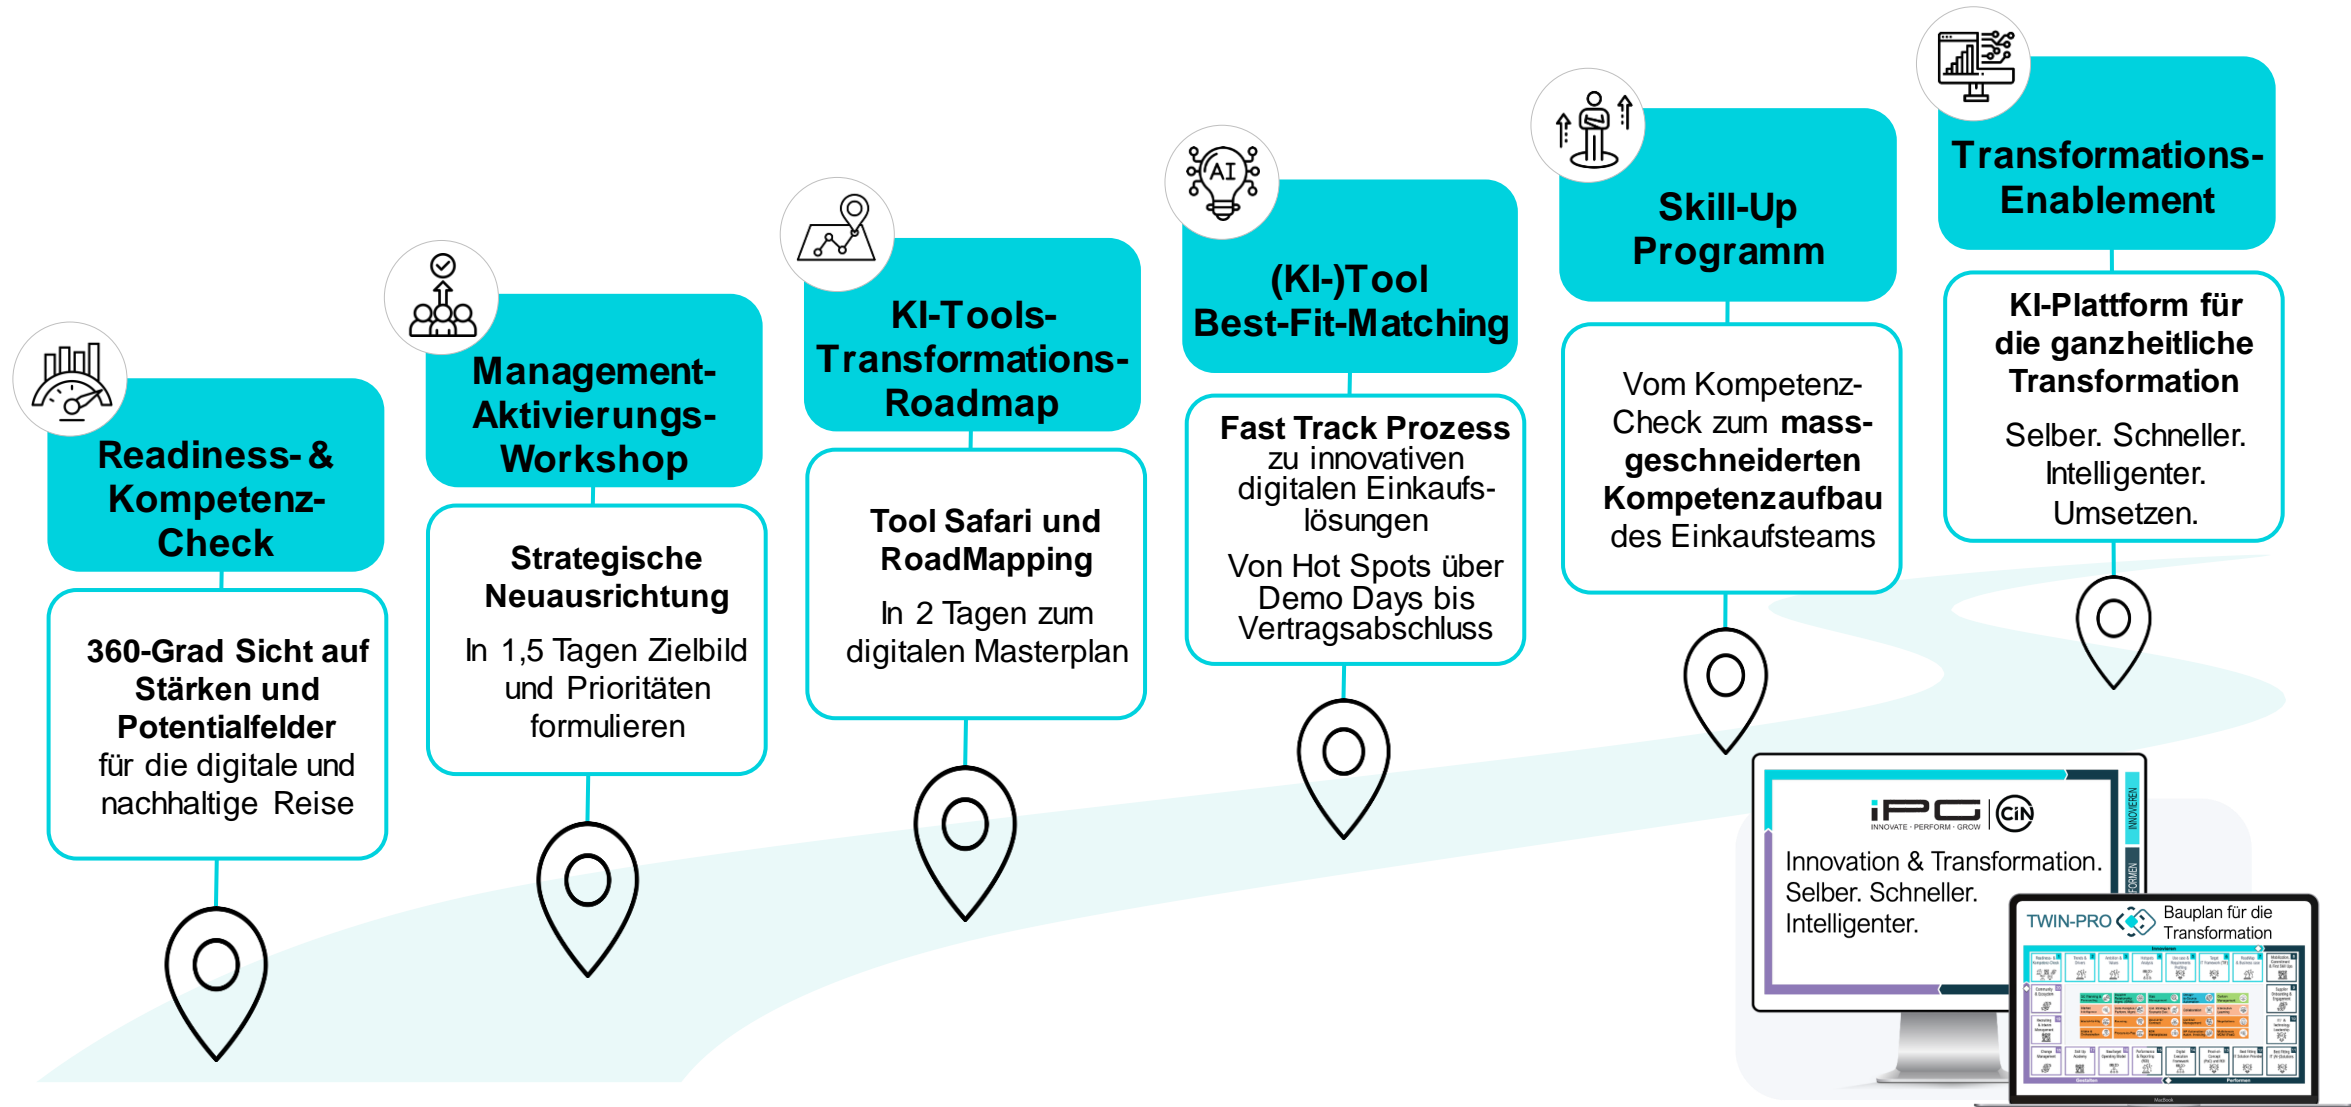 Readiness- &
Kompetenz-
Check
360-Grad Sicht auf
Stärken und
Potentialfelder
für die digitale und
nachhaltige Reise
Management-
Aktivierungs-
Workshop
Strategische
Neuausrichtung
In 1,5 Tagen Zielbild
und Prioritäten
formulieren
KI-Tools-
Transformations-
Roadmap
Tool Safari und
RoadMapping
In 2 Tagen zum
digitalen Masterplan
AI
(KI-)Tool
Best-Fit-Matching
Fast Track Prozess
zu innovativen
digitalen Einkaufs-
lösungen
Von Hot Spots über
Demo Days bis
Vertragsabschluss
Skill-Up
Programm
Vom Kompetenz-
Check zum mass-
geschneiderten
Kompetenzaufbau
des Einkaufsteams
Transformations-
Enablement
KI-Plattform für
die ganzheitliche
Transformation
Selber. Schneller.
Intelligenter.
Umsetzen.
iPG CiN
INNOVATE · PERFORM · GROW
Innovation & Transformation.
Selber. Schneller.
Intelligenter.
INNOVIEREN
FORMEN
TWIN-PRO
Bauplan für die
Transformation
Innovieren
Gestalten
Performen
MacBook